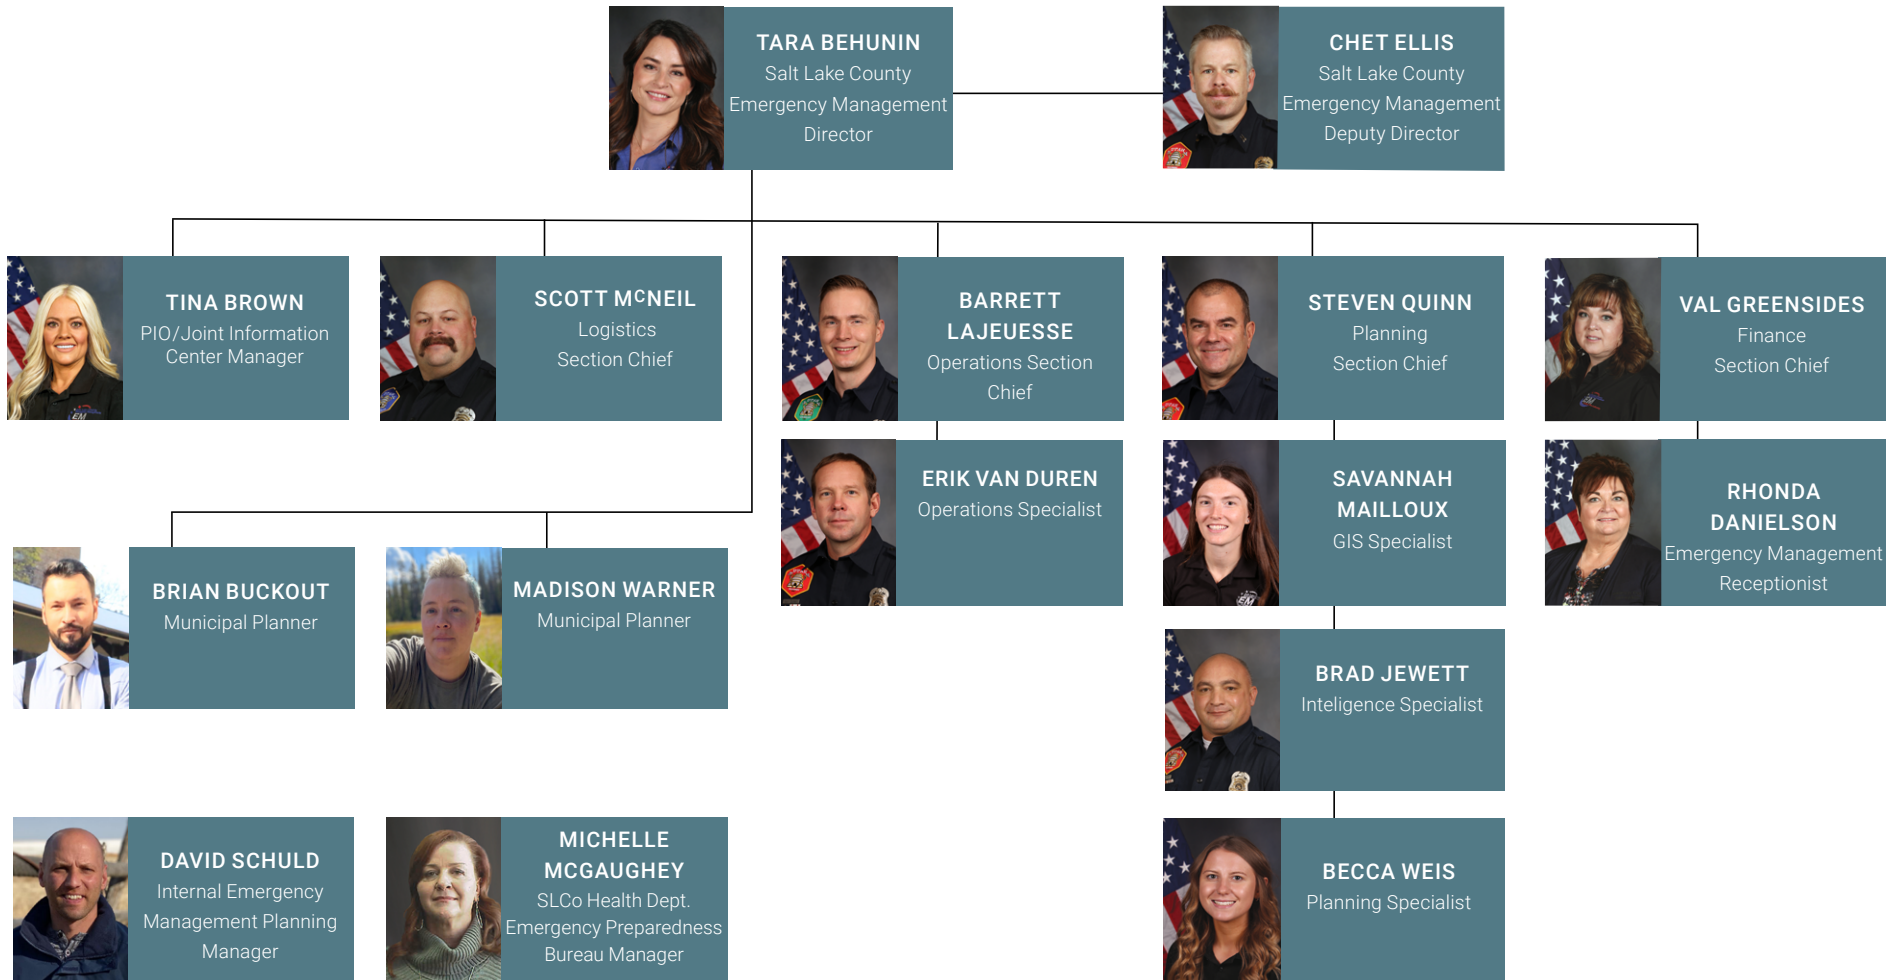 TARA BEHUNIN
Salt Lake County
Emergency Management
Director
CHET ELLIS
Salt Lake County
Emergency Management
Deputy Director
TINA BROWN
PIO/Joint Information
Center Manager
SCOTT MCNEIL
Logistics
Section Chief
BARRETT
LAJEUESSE
Operations Section
Chief
STEVEN QUINN
Planning
Section Chief
VAL GREENSIDES
Finance
Section Chief
ERIK VAN DUREN
Operations Specialist
SAVANNAH
MAILLOUX
GIS Specialist
RHONDA
DANIELSON
Emergency Management
Receptionist
BRIAN BUCKOUT
Municipal Planner
MADISON WARNER
Municipal Planner
BRAD JEWETT
Inteligence Specialist
DAVID SCHULD
Internal Emergency
Management Planning
Manager
MICHELLE
MCGAUGHEY
SLCo Health Dept.
Emergency Preparedness
Bureau Manager
BECCA WEIS
Planning Specialist